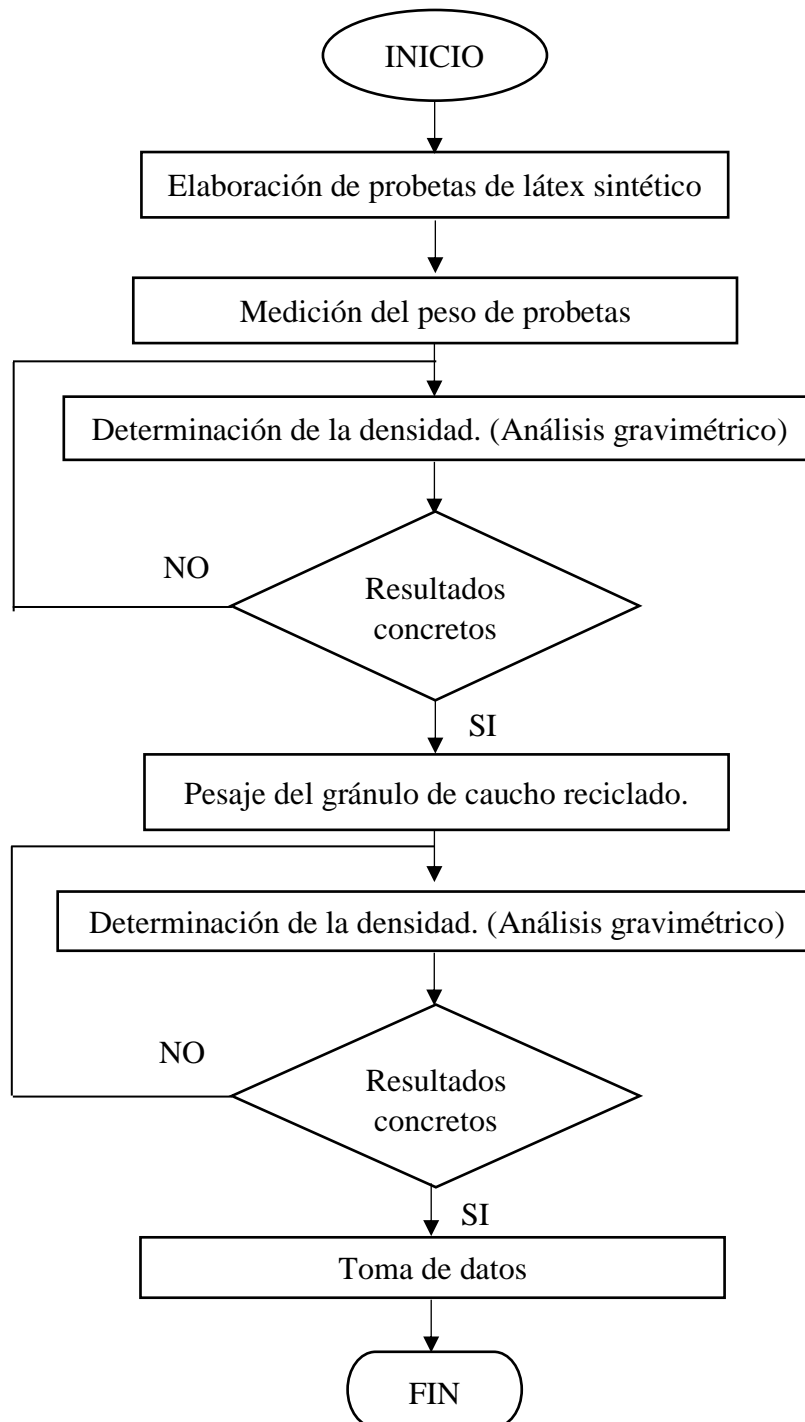 INICIO
Elaboración de probetas de látex sintético
Medición del peso de probetas
Determinación de la densidad. (Análisis gravimétrico)
NO
Resultados
concretos
SI
Pesaje del gránulo de caucho reciclado.
Determinación de la densidad. (Análisis gravimétrico)
NO
Resultados
concretos
SI
Toma de datos
FIN